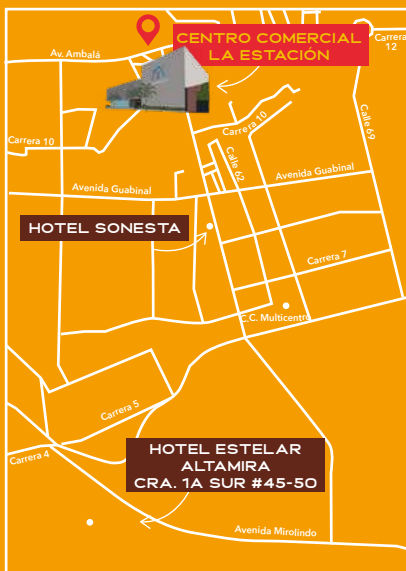 CENTRO COMERCIAL
LA ESTACIÓN
Carrera
12
Av. Ambalá
Calle 69
Carrera 10
Carrera 10
Calle 62
Avenida Guabinal
Avenida Guabinal
HOTEL SONESTA
Carrera 7
C.C. Multicentro
Carrera 5
Carrera 4
HOTEL ESTELAR
ALTAMIRA
CRA. 1A SUR #45-50
Avenida Mirolindo